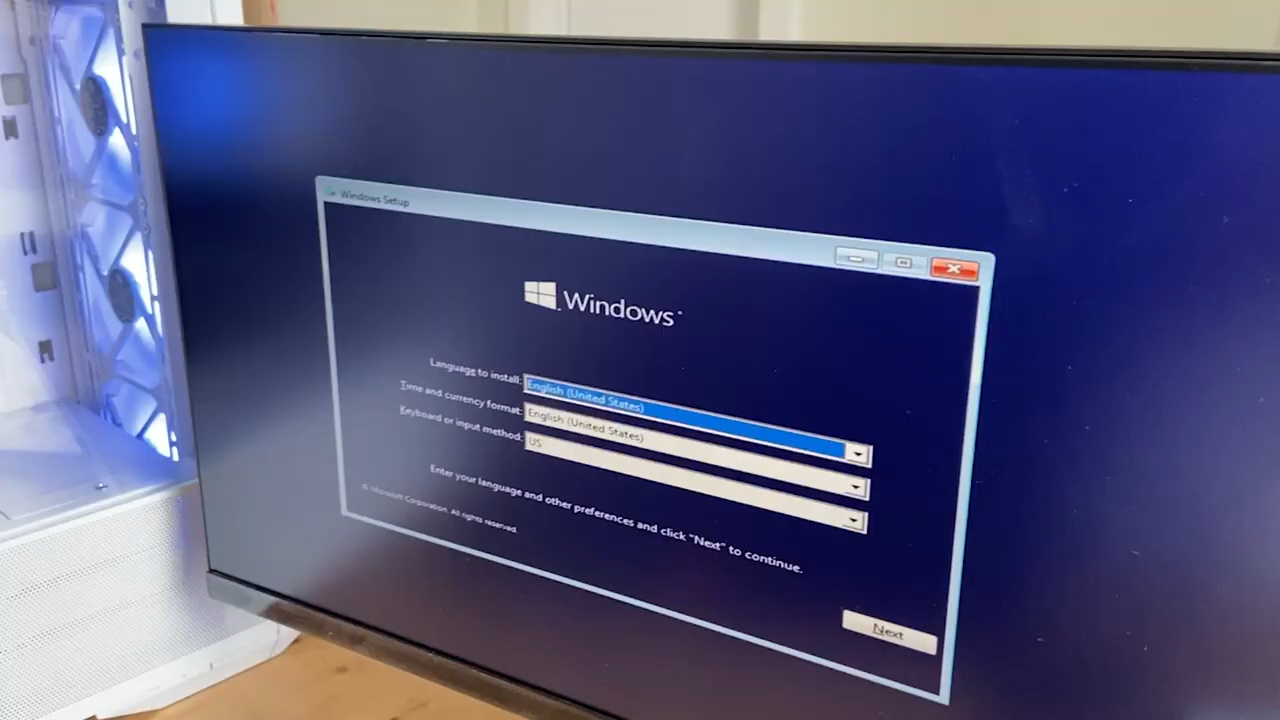 Windows Setup
Windows
Language to install: English (United States)
Time and currency format: English (United States)
Keyboard or input method: US
Enter your language and other preferences and click "Next" to continue.
© Microsoft Corporation. All rights reserved.
Next